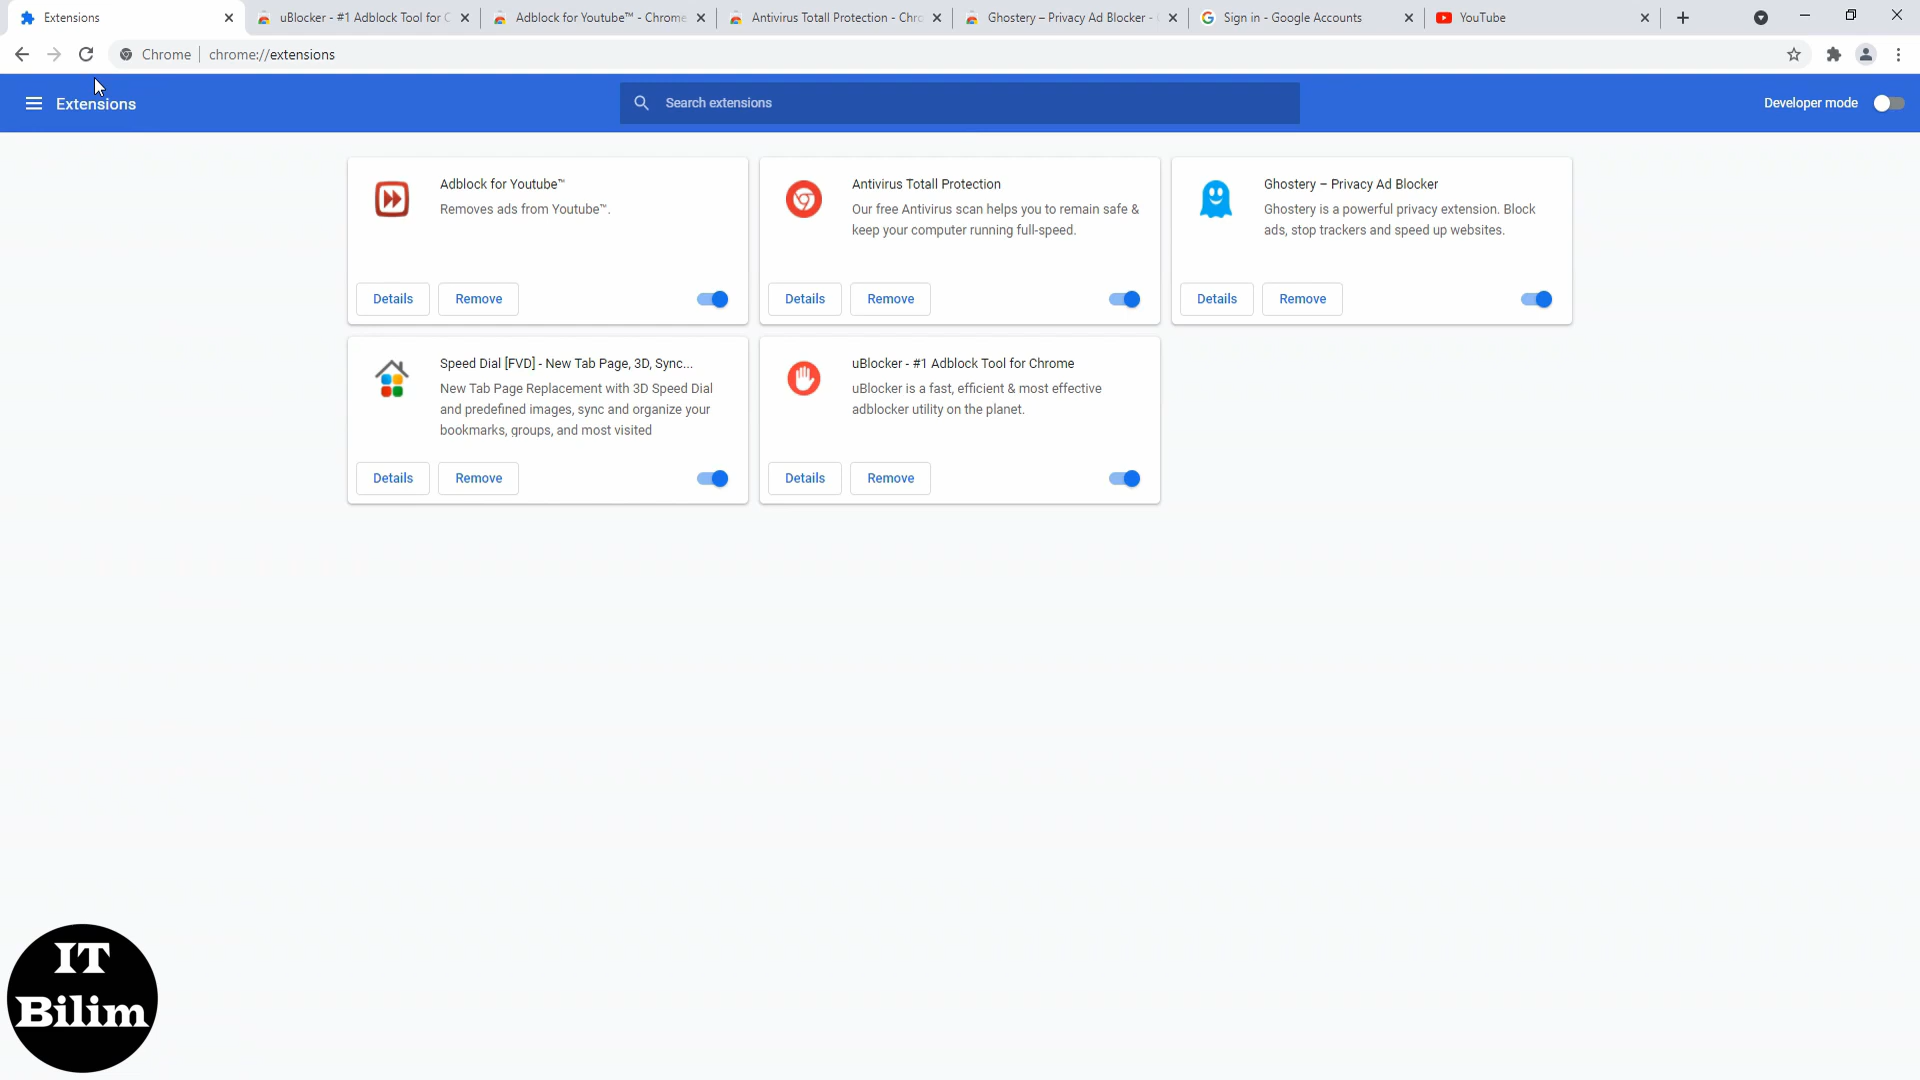 Extensions
uBlocker - #1 Adblock Tool for C
Adblock for Youtube™ - Chrome
Antivirus Totall Protection - Chrc
Ghostery – Privacy Ad Blocker -
Sign in - Google Accounts
YouTube
Chrome
chrome://extensions
Extensions
Search extensions
Developer mode
Adblock for Youtube™
Removes ads from Youtube™.
Details
Remove
Antivirus Totall Protection
Our free Antivirus scan helps you to remain safe &
keep your computer running full-speed.
Details
Remove
Ghostery – Privacy Ad Blocker
Ghostery is a powerful privacy extension. Block
ads, stop trackers and speed up websites.
Details
Remove
Speed Dial [FVD] - New Tab Page, 3D, Sync...
New Tab Page Replacement with 3D Speed Dial
and predefined images, sync and organize your
bookmarks, groups, and most visited
Details
Remove
uBlocker - #1 Adblock Tool for Chrome
uBlocker is a fast, efficient & most effective
adblocker utility on the planet.
Details
Remove
IT
Bilim